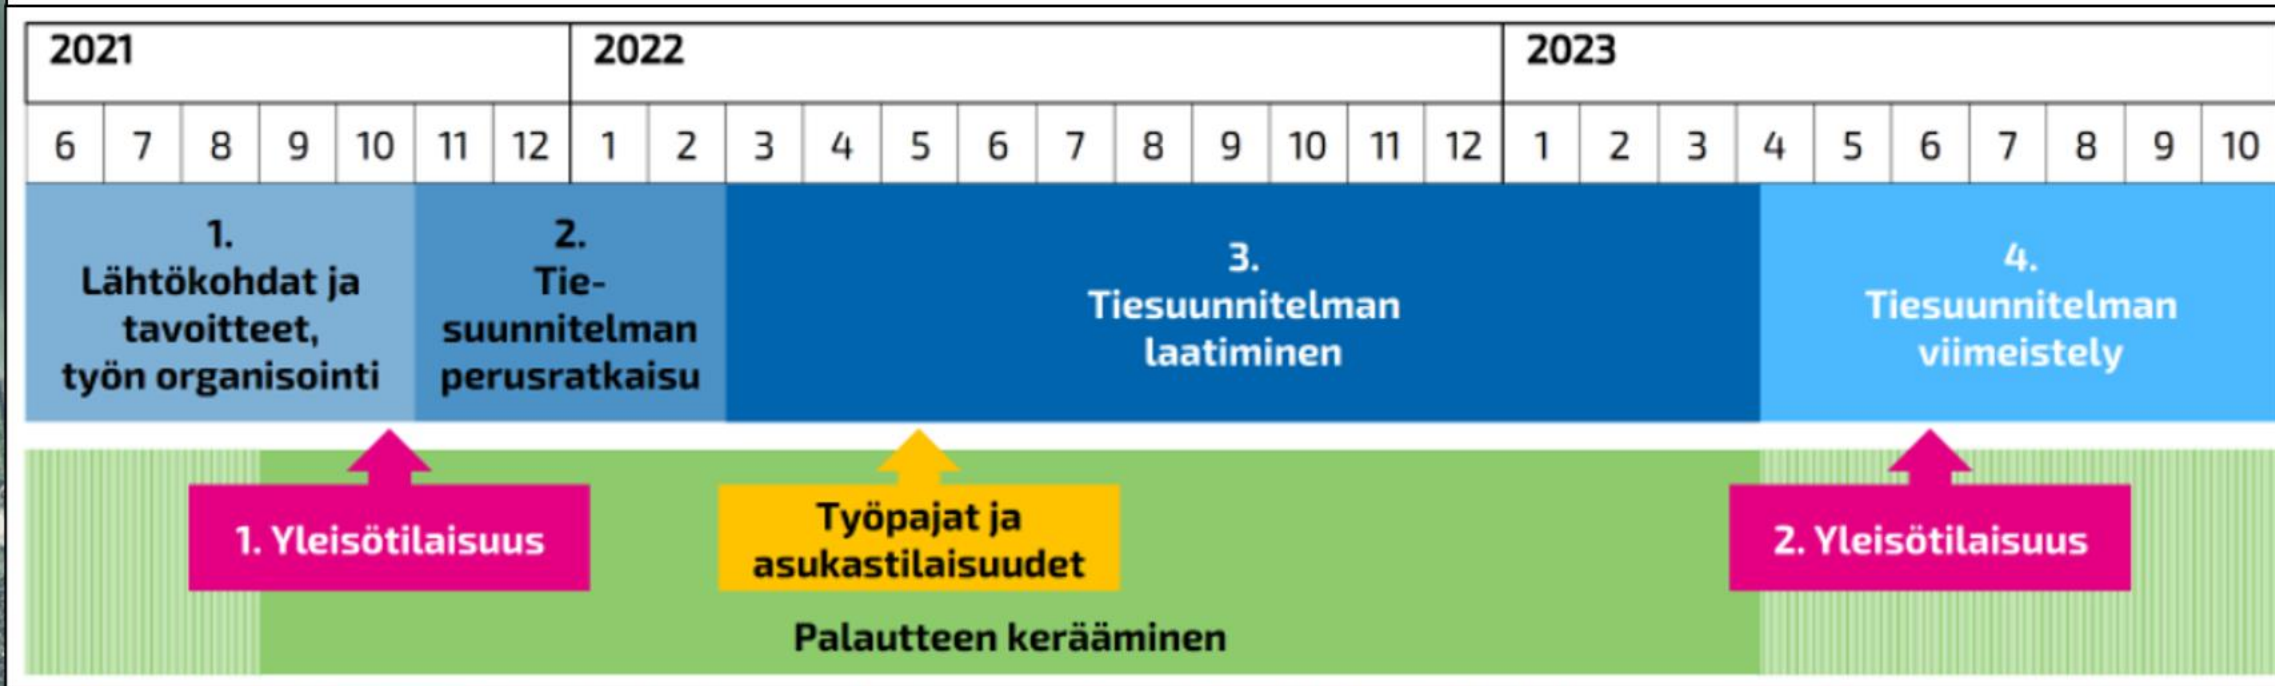 2021 2022 2023
6 7 8 9 10 11 12 1 2 3 4 5 6 7 8 9 10 11 12 1 2 3 4 5 6 7 8 9 10
1.
Lähtökohdat ja
tavoitteet,
työn organisointi
2.
Tie-
suunnitelman
perusratkaisu
3.
Tiesuunnitelman
laatiminen
4.
Tiesuunnitelman
viimeistely
1. Yleisötilaisuus
Työpajat ja
asukastilaisuudet
2. Yleisötilaisuus
Palautteen kerääminen